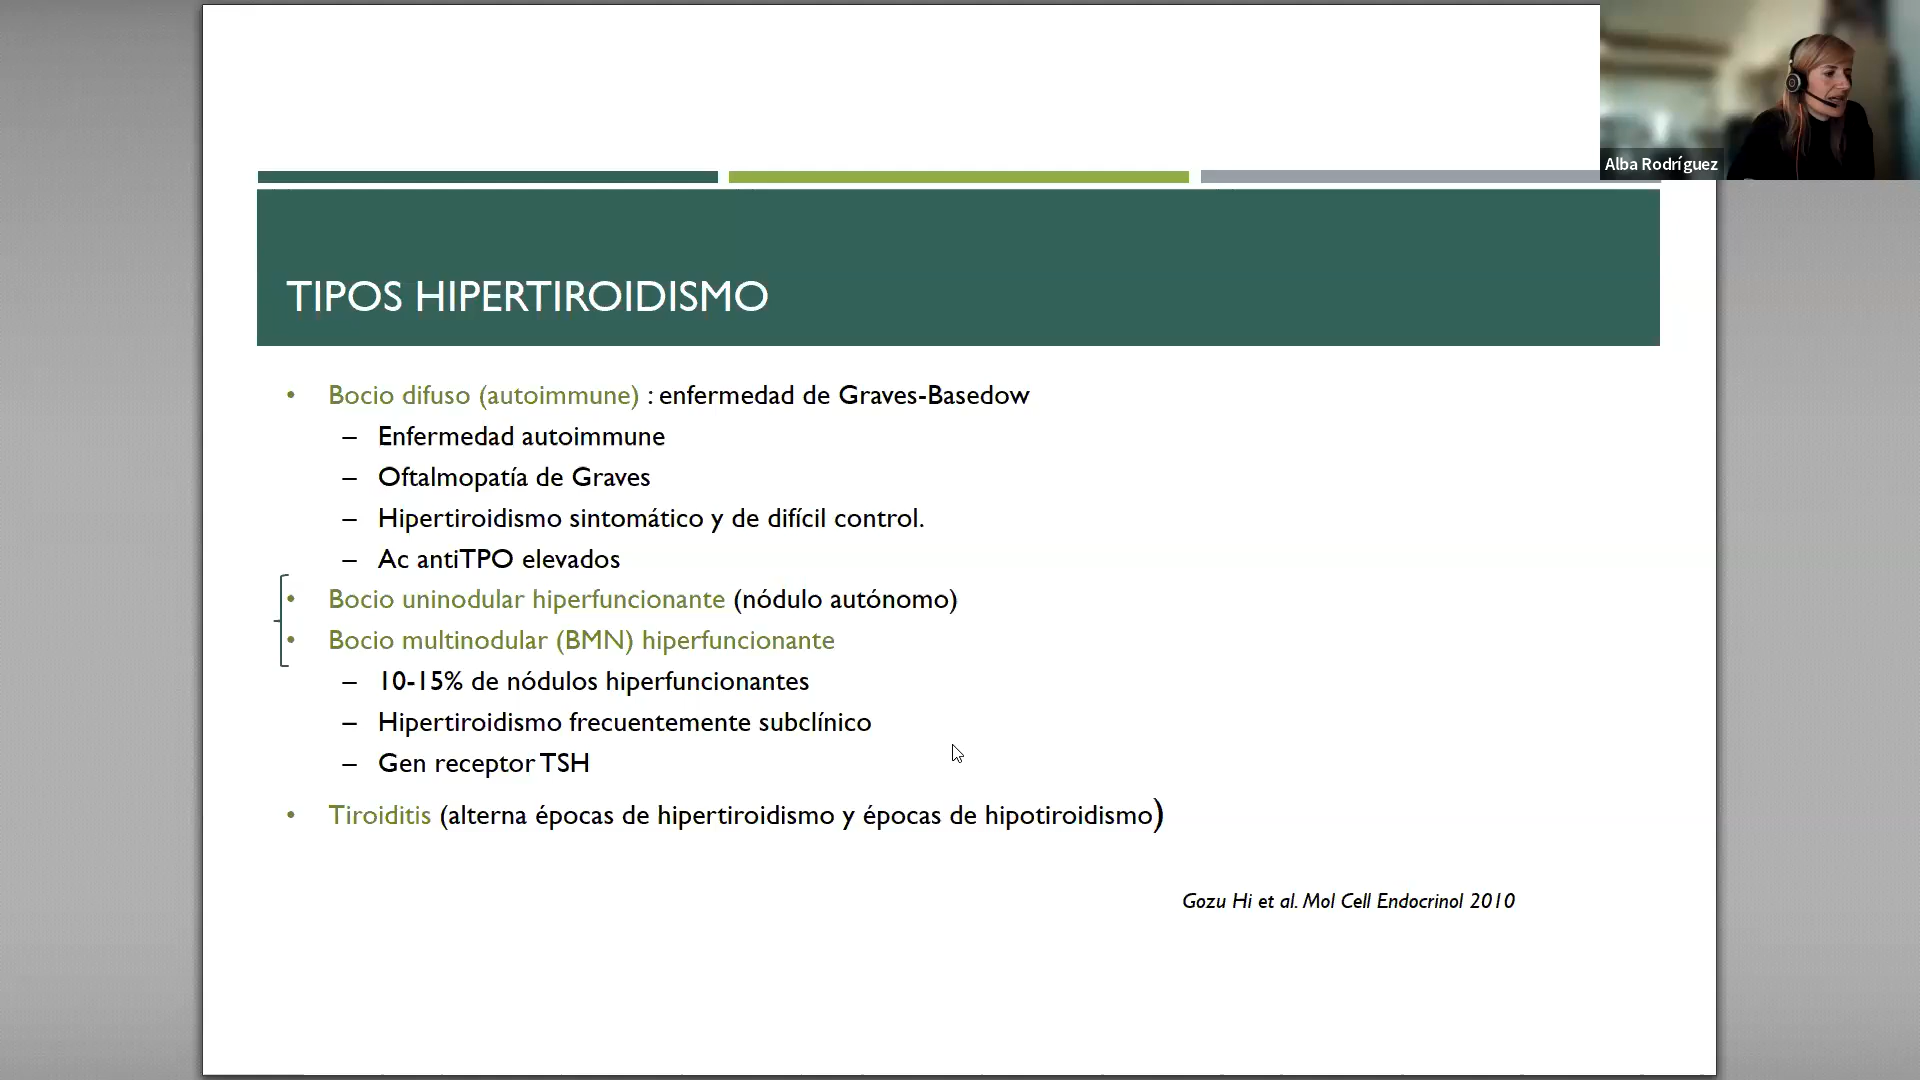 Alba Rodríguez
TIPOS HIPERTIROIDISMO
• Bocio difuso (autoimmune) : enfermedad de Graves-Basedow
– Enfermedad autoimmune
– Oftalmopatía de Graves
– Hipertiroidismo sintomático y de difícil control.
– Ac antiTPO elevados
• Bocio uninodular hiperfuncionante (nódulo autónomo)
• Bocio multinodular (BMN) hiperfuncionante
– 10-15% de nódulos hiperfuncionantes
– Hipertiroidismo frecuentemente subclínico
– Gen receptor TSH
• Tiroiditis (alterna épocas de hipertiroidismo y épocas de hipotiroidismo)
Gozu Hi et al. Mol Cell Endocrinol 2010